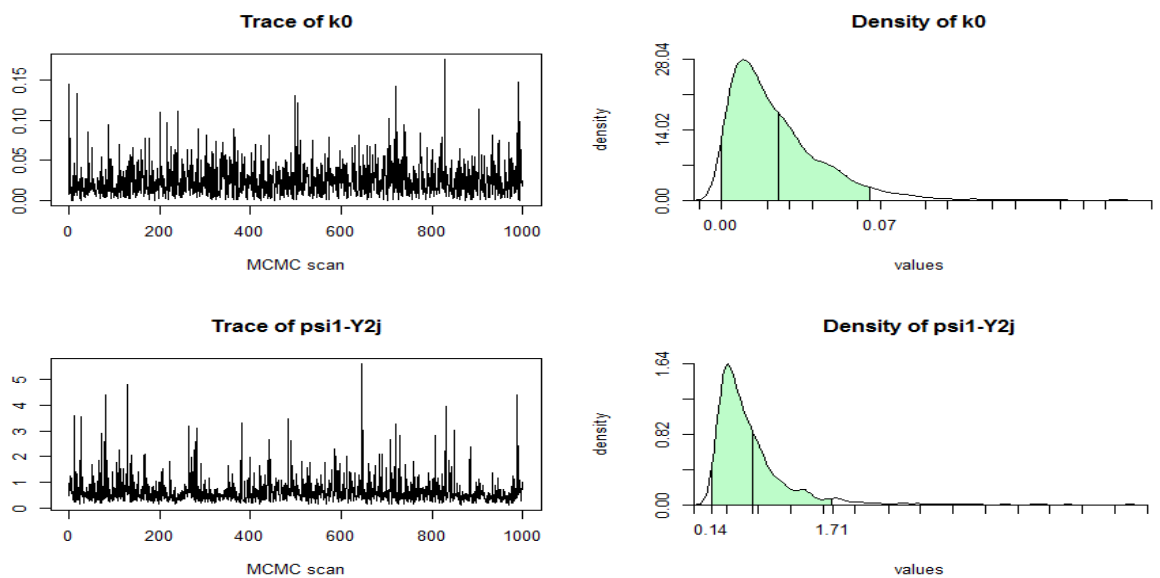 Trace of k0
0.00 0.05 0.10 0.15
0 200 400 600 800 1000
MCMC scan
Density of k0
density
0.00 14.02 28.04
0.00 0.07
values
Trace of psi1-Y2j
0 1 2 3 4 5
0 200 400 600 800 1000
MCMC scan
Density of psi1-Y2j
density
0.00 0.82 1.64
0.14 1.71
values